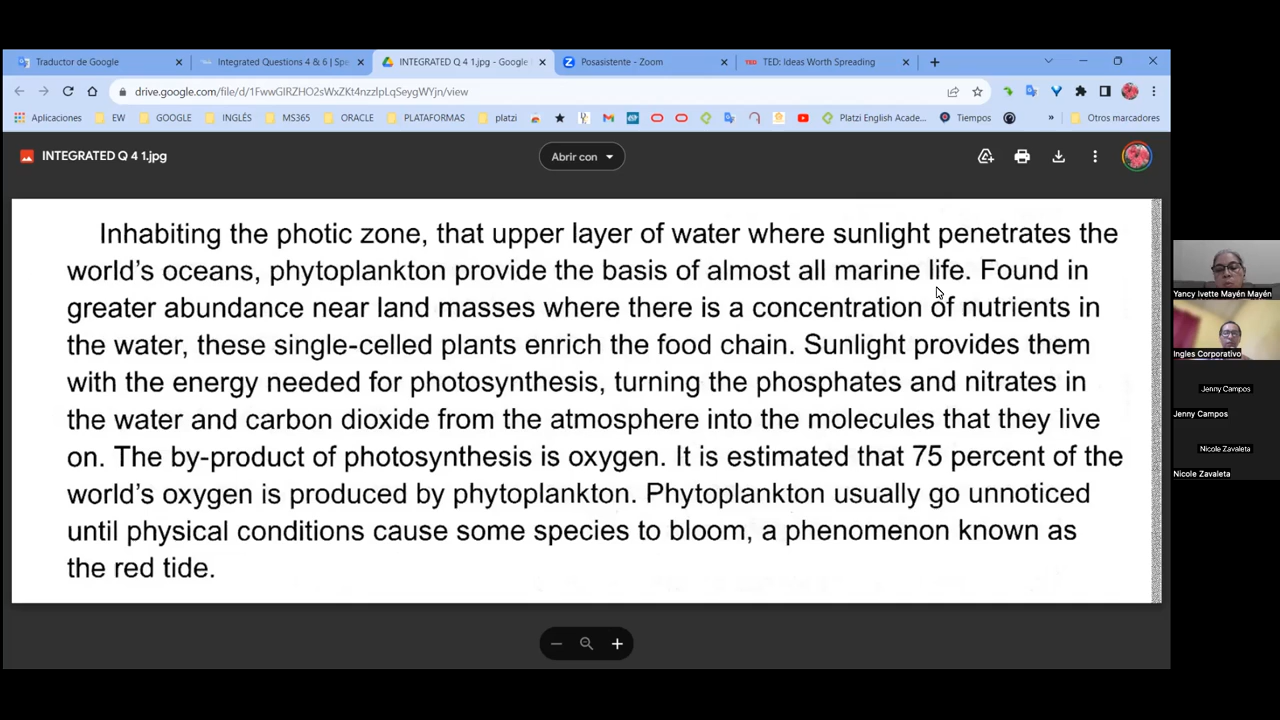 Traductor de Google
Integrated Questions 4 & 6 | Spe
INTEGRATED Q 4 1.jpg - Google
Posasistente - Zoom
TED: Ideas Worth Spreading
drive.google.com/file/d/1FwwGIRZHO2sWxZKt4nzzlpLqSeygWYjn/view
Aplicaciones EW GOOGLE INGLÉS MS365 ORACLE PLATAFORMAS platzi Platzi English Acade... Tiempos » Otros marcadores
INTEGRATED Q 4 1.jpg
Abrir con
Inhabiting the photic zone, that upper layer of water where sunlight penetrates the
world's oceans, phytoplankton provide the basis of almost all marine life. Found in
greater abundance near land masses where there is a concentration of nutrients in
the water, these single-celled plants enrich the food chain. Sunlight provides them
with the energy needed for photosynthesis, turning the phosphates and nitrates in
the water and carbon dioxide from the atmosphere into the molecules that they live
on. The by-product of photosynthesis is oxygen. It is estimated that 75 percent of the
world's oxygen is produced by phytoplankton. Phytoplankton usually go unnoticed
until physical conditions cause some species to bloom, a phenomenon known as
the red tide.
Yancy Ivette Mayén Mayén
Ingles Corporativo
Jenny Campos
Jenny Campos
Nicole Zavaleta
Nicole Zavaleta